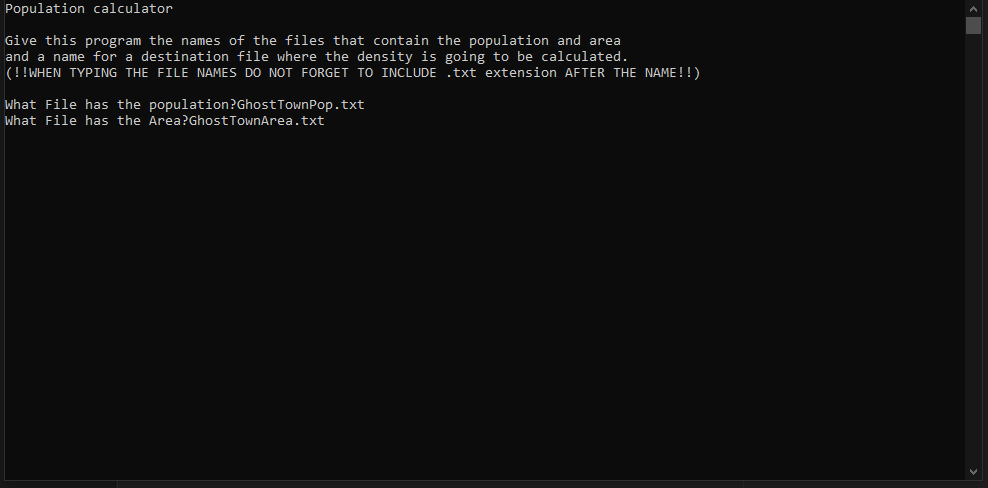 Population calculator
Give this program the names of the files that contain the population and area
and a name for a destination file where the density is going to be calculated.
(!!WHEN TYPING THE FILE NAMES DO NOT FORGET TO INCLUDE .txt extension AFTER THE NAME!!)
What File has the population?GhostTownPop.txt
What File has the Area?GhostTownArea.txt